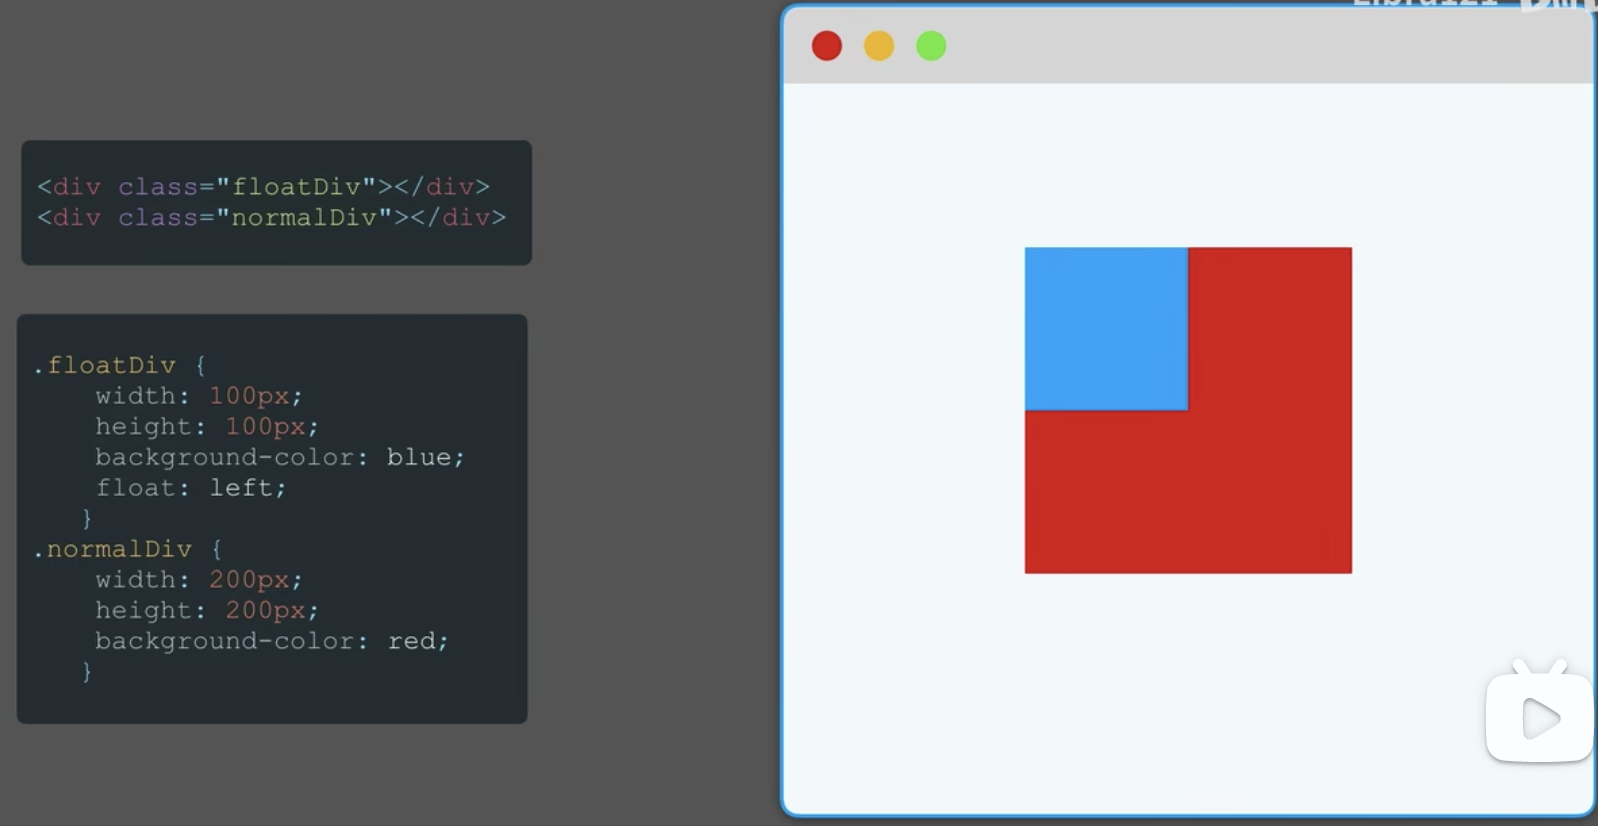 <div class="floatDiv"></div>
<div class="normalDiv"></div>
.floatDiv {
    width: 100px;
    height: 100px;
    background-color: blue;
    float: left;
   }
.normalDiv {
    width: 200px;
    height: 200px;
    background-color: red;
   }